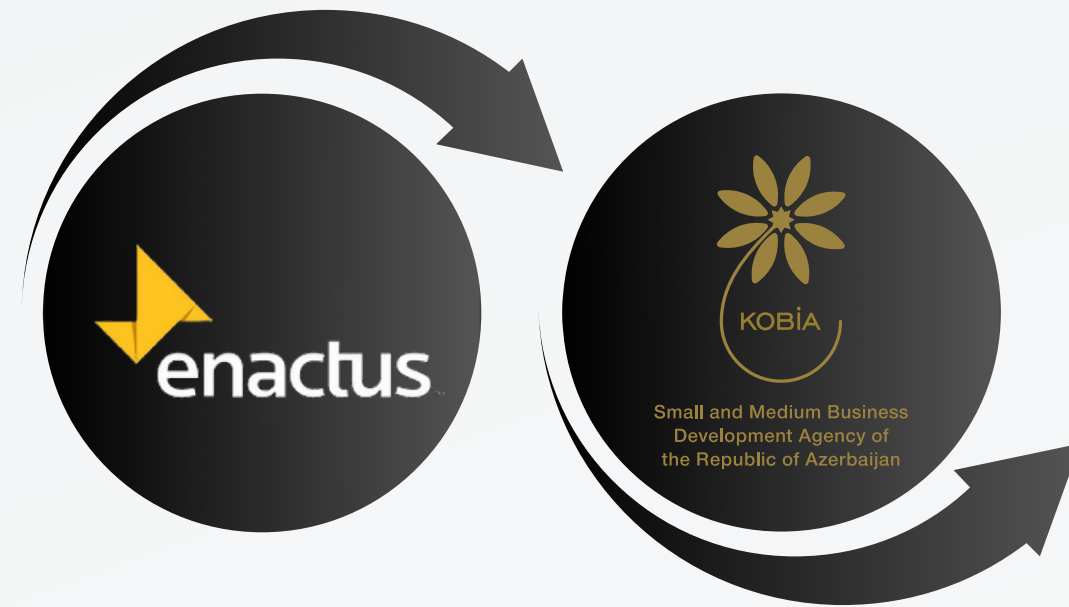 enactus
KOBİA
Small and Medium Business
Development Agency of
the Republic of Azerbaijan